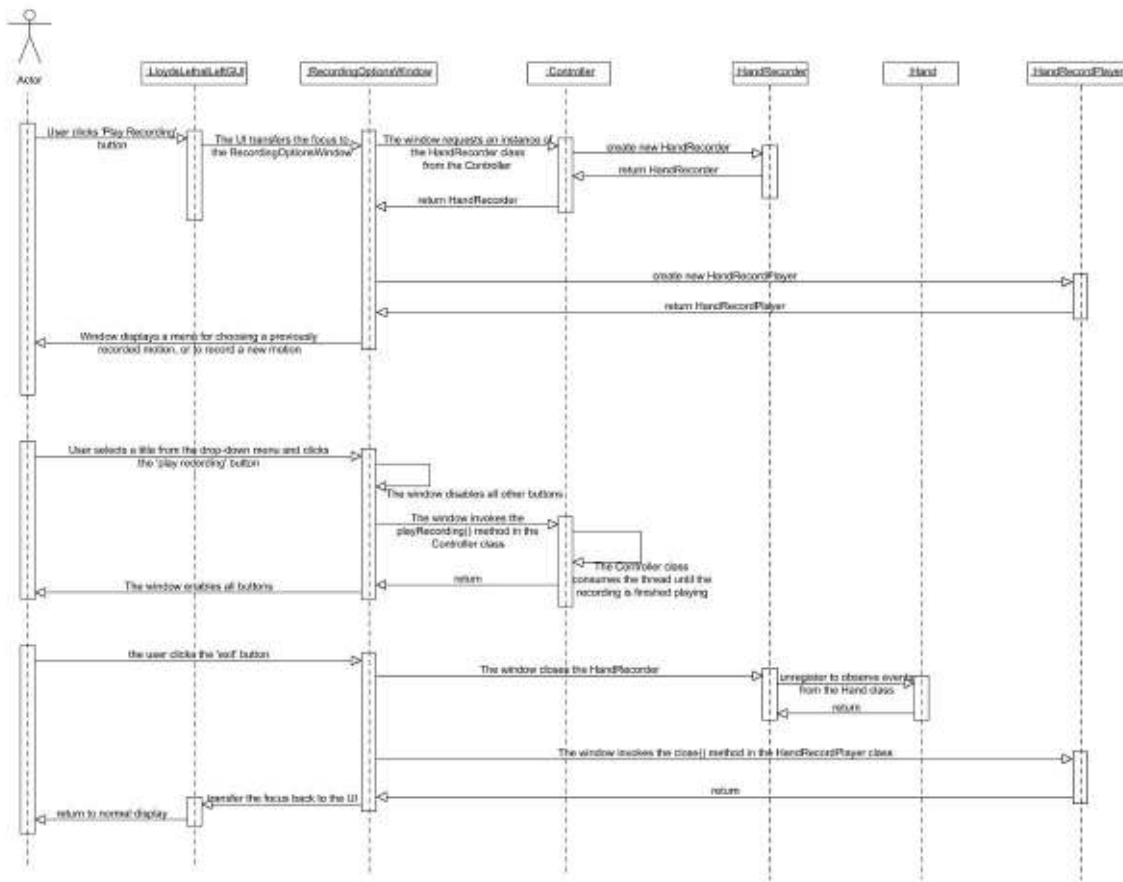 Actor
:LloydsLethalLeftGUI
:RecordingOptionsWindow
:Controller
:HandRecorder
:Hand
:HandRecordPlayer
User clicks 'Play Recording'
button
The UI transfers the focus to
the RecordingOptionsWindow
The window requests an instance of
the HandRecorder class
from the Controller
create new HandRecorder
return HandRecorder
return HandRecorder
create new HandRecordPlayer
return HandRecordPlayer
Window displays a menu for choosing a previously
recorded motion, or to record a new motion
User selects a title from the drop-down menu and clicks
the 'play recording' button
The window disables all other buttons
The window invokes the
playRecording() method in the
Controller class
The Controller class
consumes the thread until the
recording is finished playing
return
The window enables all buttons
the user clicks the 'exit' button
The window closes the HandRecorder
unregister to observe events
from the Hand class
return
The window invokes the close() method in the HandRecordPlayer class
return
transfer the focus back to the UI
return to normal display